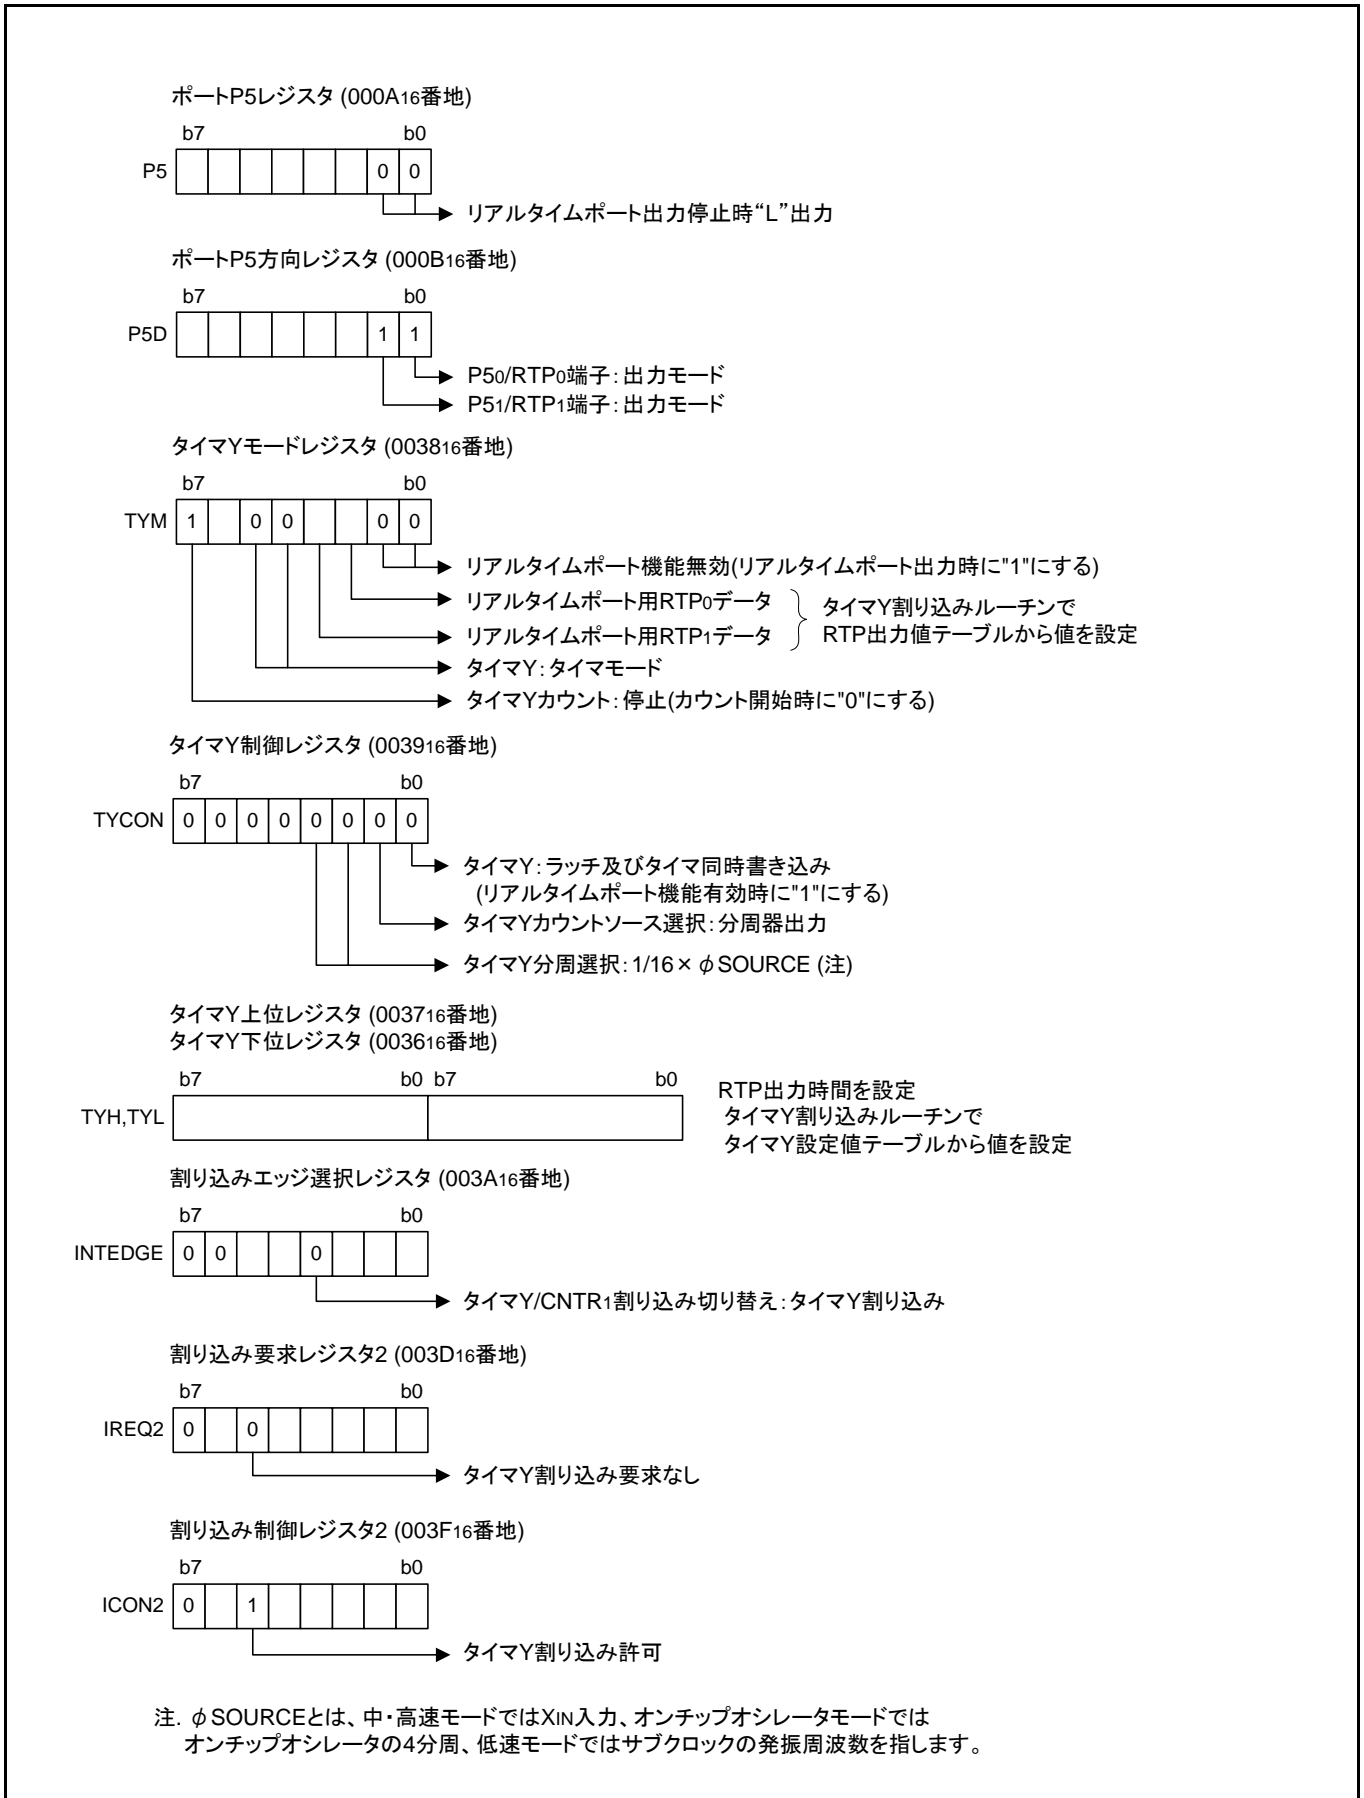 ポートP5レジスタ (000A16番地)
b7 b0
P5 0 0
リアルタイムポート出力停止時“L”出力
ポートP5方向レジスタ (000B16番地)
b7 b0
P5D 1 1
P50/RTP0端子：出力モード
P51/RTP1端子：出力モード
タイマYモードレジスタ (003816番地)
b7 b0
TYM 1 0 0 0 0
リアルタイムポート機能無効(リアルタイムポート出力時に"1"にする)
リアルタイムポート用RTP0データ
リアルタイムポート用RTP1データ
タイマY割り込みルーチンで
RTP出力値テーブルから値を設定
タイマY：タイマモード
タイマYカウント：停止(カウント開始時に"0"にする)
タイマY制御レジスタ (003916番地)
b7 b0
TYCON 0 0 0 0 0 0 0 0
タイマY：ラッチ及びタイマ同時書き込み
(リアルタイムポート機能有効時に"1"にする)
タイマYカウントソース選択：分周器出力
タイマY分周選択：1/16×φSOURCE (注)
タイマY上位レジスタ (003716番地)
タイマY下位レジスタ (003616番地)
b7 b0 b7 b0
TYH,TYL
RTP出力時間を設定
タイマY割り込みルーチンで
タイマY設定値テーブルから値を設定
割り込みエッジ選択レジスタ (003A16番地)
b7 b0
INTEDGE 0 0 0
タイマY/CNTR1割り込み切り替え：タイマY割り込み
割り込み要求レジスタ2 (003D16番地)
b7 b0
IREQ2 0 0
タイマY割り込み要求なし
割り込み制御レジスタ2 (003F16番地)
b7 b0
ICON2 0 1
タイマY割り込み許可
注. φSOURCEとは、中・高速モードではXIN入力、オンチップオシレータモードでは
オンチップオシレータの4分周、低速モードではサブクロックの発振周波数を指します。